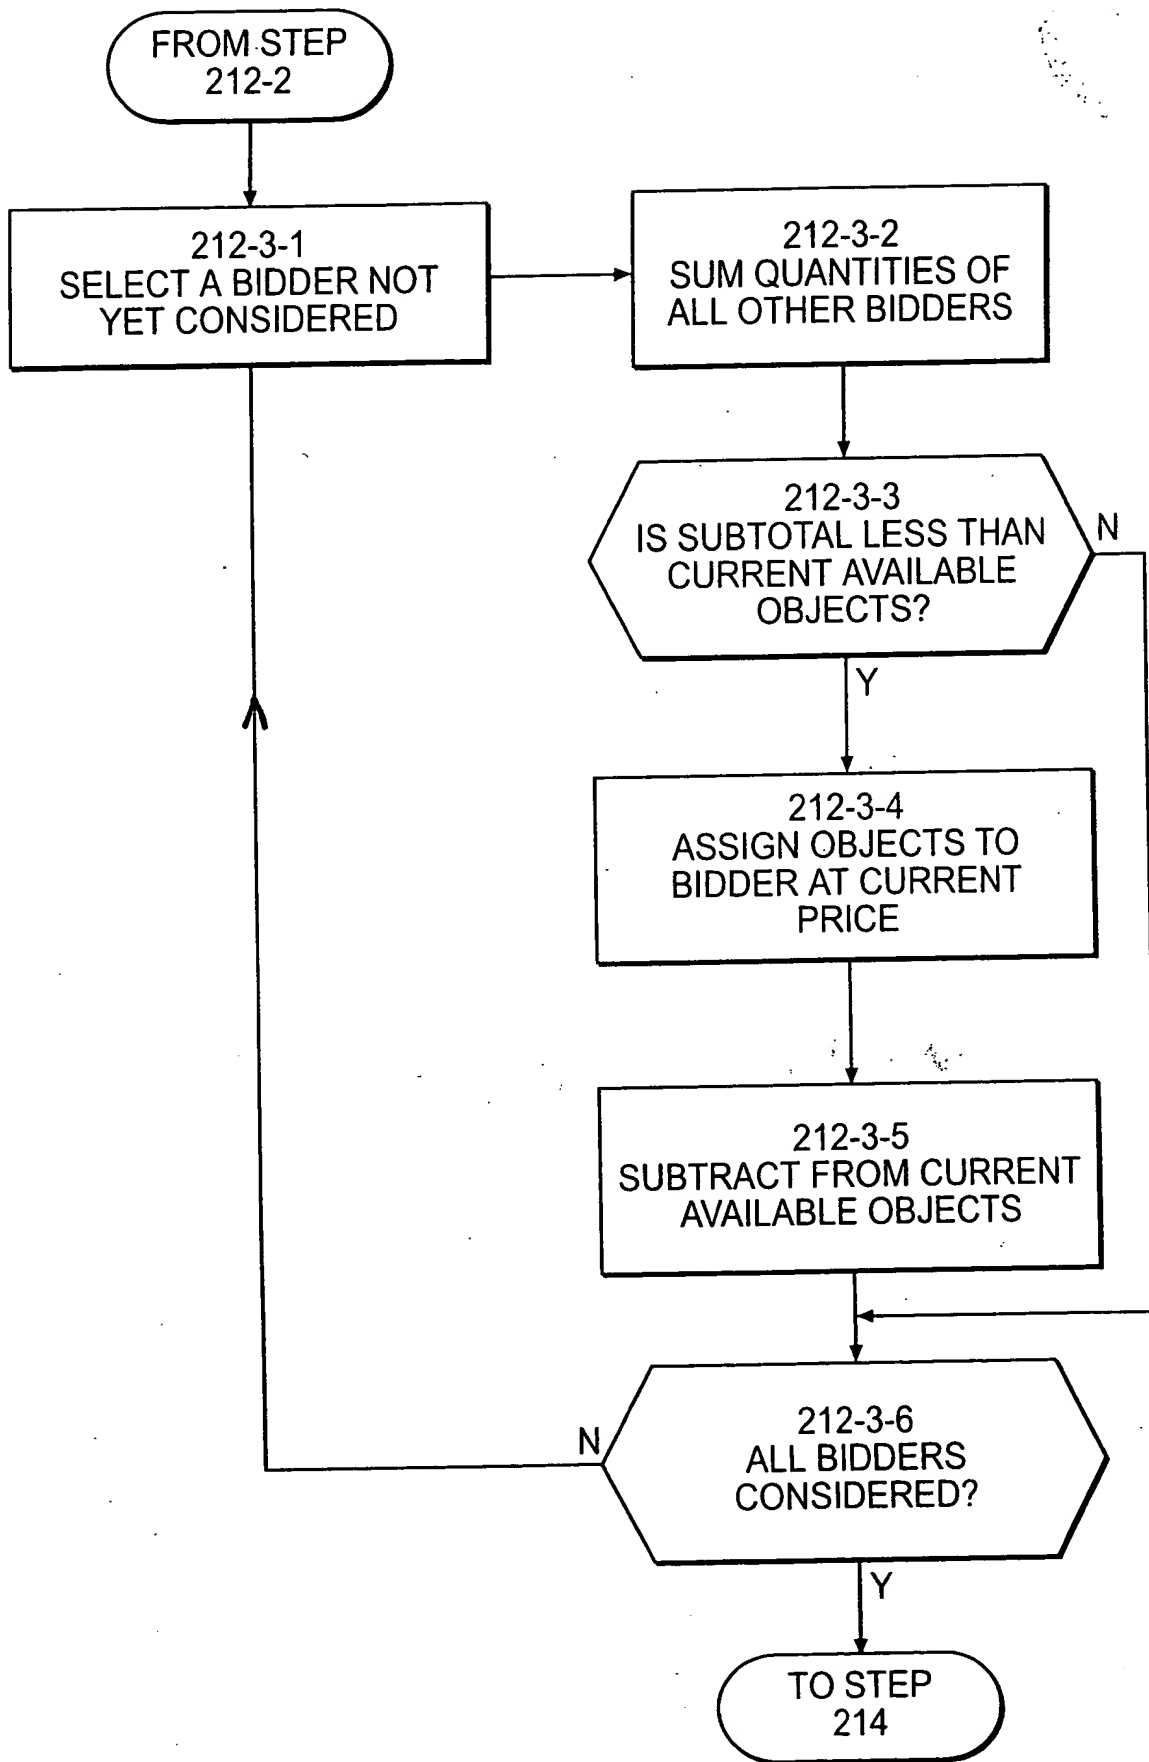 FROM STEP
212-2
212-3-1
SELECT A BIDDER NOT
YET CONSIDERED
212-3-2
SUM QUANTITIES OF
ALL OTHER BIDDERS
212-3-3
IS SUBTOTAL LESS THAN
CURRENT AVAILABLE
OBJECTS?
N
Y
212-3-4
ASSIGN OBJECTS TO
BIDDER AT CURRENT
PRICE
212-3-5
SUBTRACT FROM CURRENT
AVAILABLE OBJECTS
212-3-6
ALL BIDDERS
CONSIDERED?
N
Y
TO STEP
214